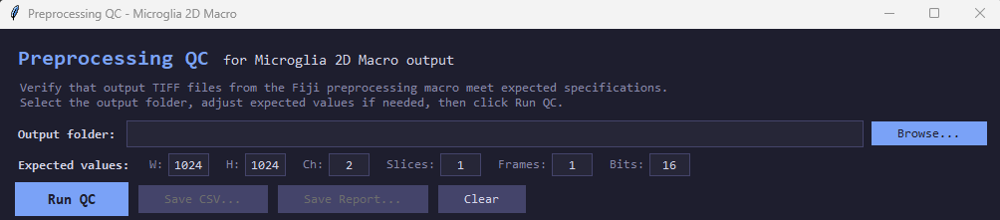 Preprocessing QC - Microglia 2D Macro
Preprocessing QC for Microglia 2D Macro output
Verify that output TIFF files from the Fiji preprocessing macro meet expected specifications.
Select the output folder, adjust expected values if needed, then click Run QC.
Output folder: Browse...
Expected values: W: 1024 H: 1024 Ch: 2 Slices: 1 Frames: 1 Bits: 16
Run QC Save CSV... Save Report... Clear